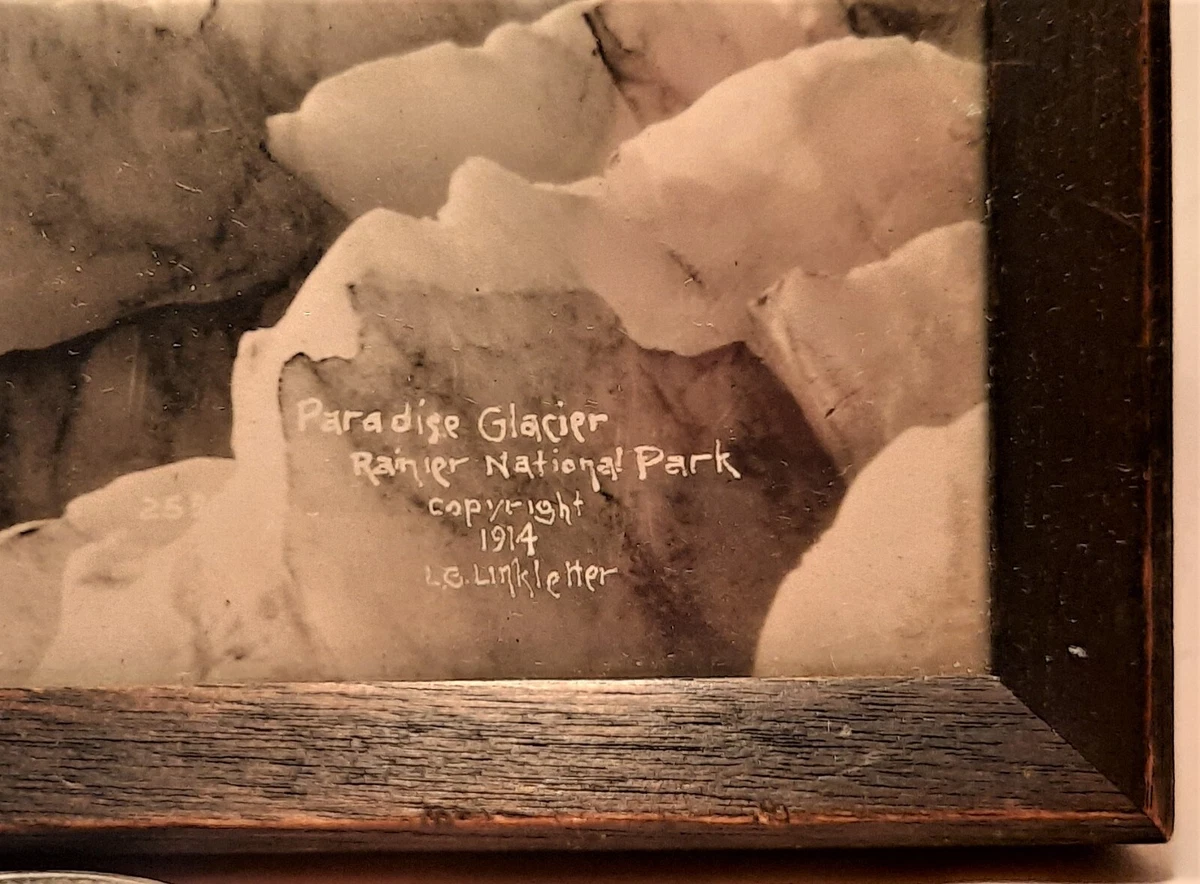 Paradise Glacier
Rainier National Park
copyright
1914
L.G. Linkletter